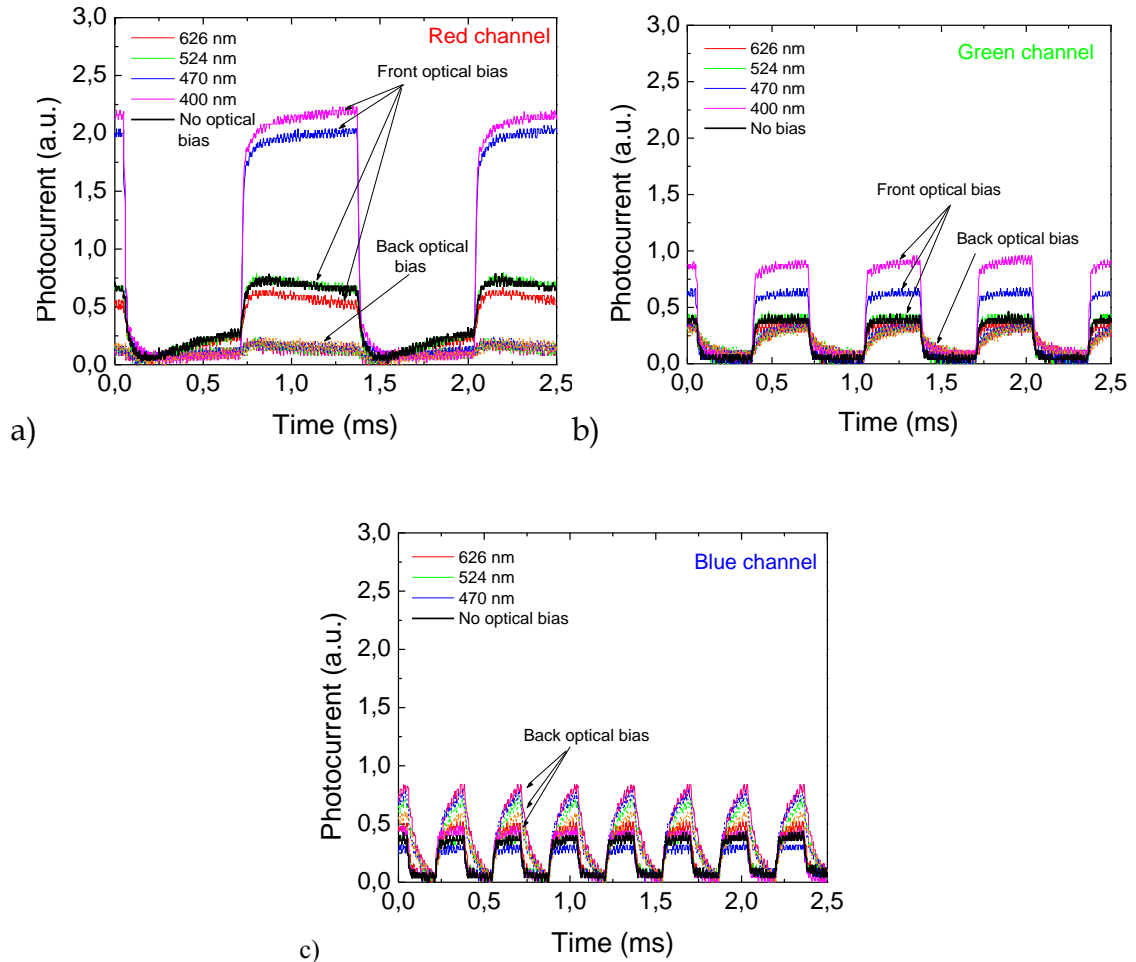 3,0
2,5
2,0
1,5
1,0
0,5
0,0
Photocurrent (a.u.)
626 nm
524 nm
470 nm
400 nm
No optical
bias
Red channel
Front optical bias
Back optical
bias
0,0 0,5 1,0 1,5 2,0 2,5
Time (ms)
a)
3,0
2,5
2,0
1,5
1,0
0,5
0,0
Photocurrent (a.u.)
626 nm
524 nm
470 nm
400 nm
No bias
Green channel
Front optical bias
Back optical bias
0,0 0,5 1,0 1,5 2,0 2,5
Time (ms)
b)
3,0
2,5
2,0
1,5
1,0
0,5
0,0
Photocurrent (a.u.)
626 nm
524 nm
470 nm
No optical bias
Blue channel
Back optical bias
0,0 0,5 1,0 1,5 2,0 2,5
Time (ms)
c)